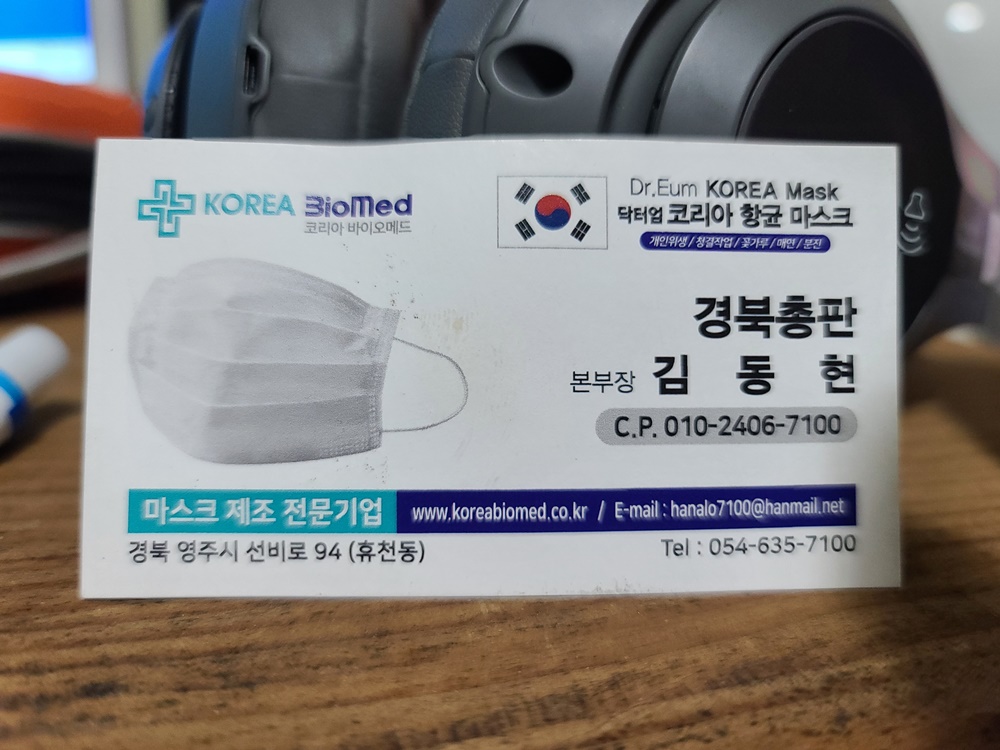 KOREA BioMed
코리아 바이오메드
Dr.Eum KOREA Mask
닥터엄 코리아 항균 마스크
개인위생 / 청결작업 / 꽃가루 / 매연 / 분진
경북총판
본부장 김 동 현
C.P. 010-2406-7100
마스크 제조 전문기업
www.koreabiomed.co.kr / E-mail : hanalo7100@hanmail.net
경북 영주시 선비로 94 (휴천동)
Tel : 054-635-7100